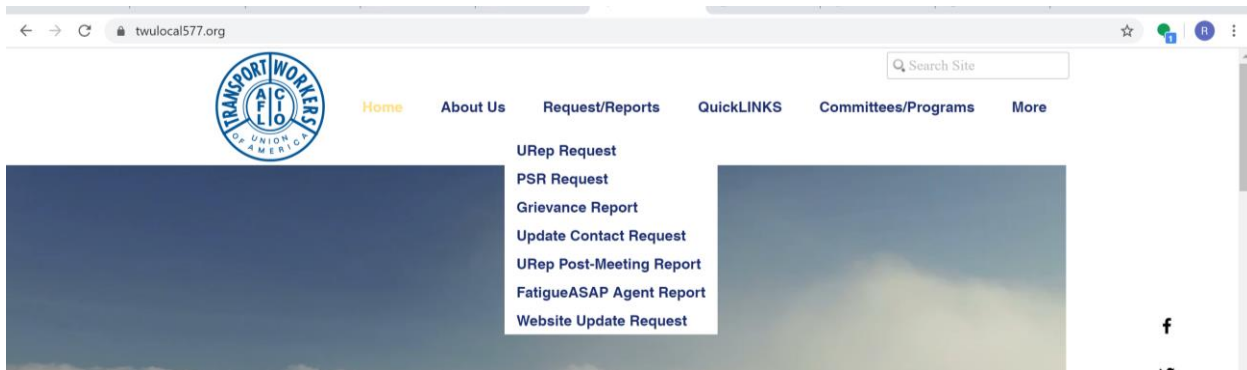 twulocal577.org
R
1
Search Site
TRANSPORT WORKERS
AFL CIO
UNION
OF AMERICA
Home About Us Request/Reports QuickLINKS Committees/Programs More
URep Request
PSR Request
Grievance Report
Update Contact Request
URep Post-Meeting Report
FatigueASAP Agent Report
Website Update Request
f